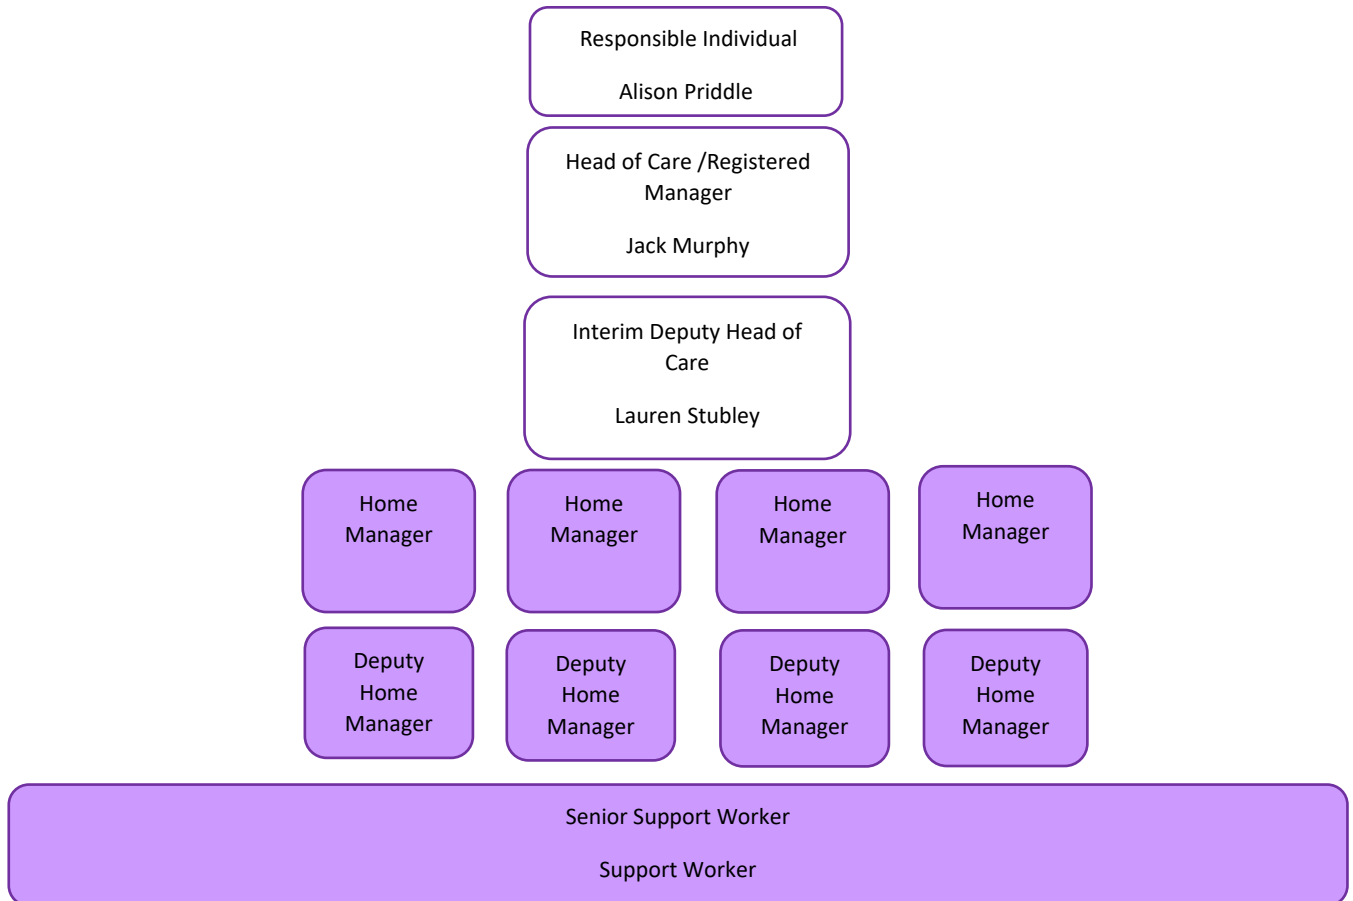 Responsible Individual
Alison Priddle
Head of Care /Registered
Manager
Jack Murphy
Interim Deputy Head of
Care
Lauren Stubley
Home
Manager
Home
Manager
Home
Manager
Home
Manager
Deputy
Home
Manager
Deputy
Home
Manager
Deputy
Home
Manager
Deputy
Home
Manager
Senior Support Worker
Support Worker